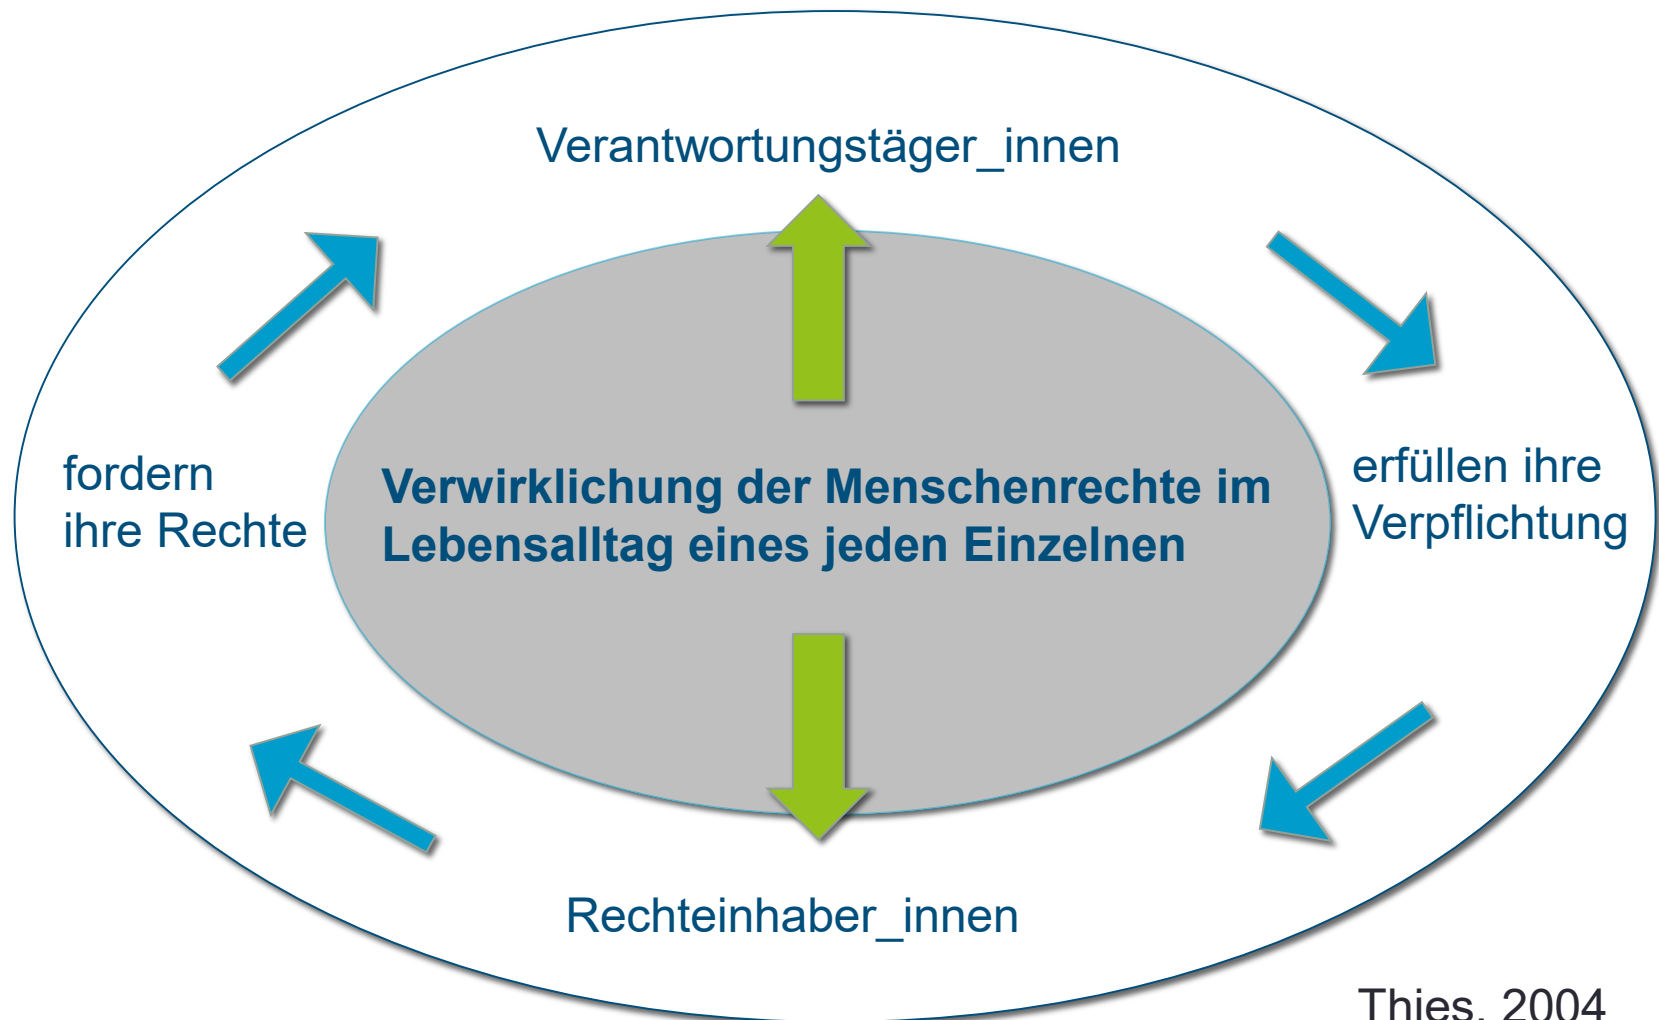 Verantwortungstäger_innen
fordern
ihre Rechte
Verwirklichung der Menschenrechte im
Lebensalltag eines jeden Einzelnen
erfüllen ihre
Verpflichtung
Rechteinhaber_innen
Thies, 2004